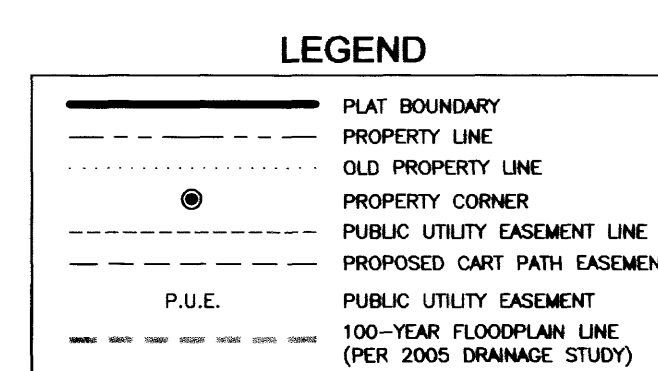 LEGEND
PLAT BOUNDARY
PROPERTY LINE
OLD PROPERTY LINE
PROPERTY CORNER
PUBLIC UTILITY EASEMENT LINE
PROPOSED CART PATH EASEMEN
P.U.E. PUBLIC UTILITY EASEMENT
100-YEAR FLOODPLAIN LINE
(PER 2005 DRAINAGE STUDY)